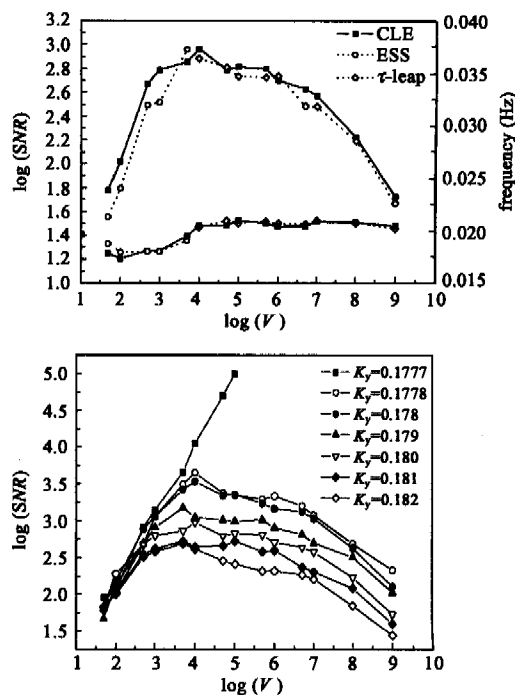 CLE
ESS
τ-leap
3.0
2.8
2.6
2.4
2.2
2.0
1.8
1.6
1.4
1.2
1.0
log (SNR)
0.040
0.035
0.030
0.025
0.020
0.015
frequency (Hz)
1 2 3 4 5 6 7 8 9 10
log (V)
Ky=0.1777
Ky=0.1778
Ky=0.178
Ky=0.179
Ky=0.180
Ky=0.181
Ky=0.182
5.0
4.5
4.0
3.5
3.0
2.5
2.0
1.5
log (SNR)
1 2 3 4 5 6 7 8 9 10
log (V)